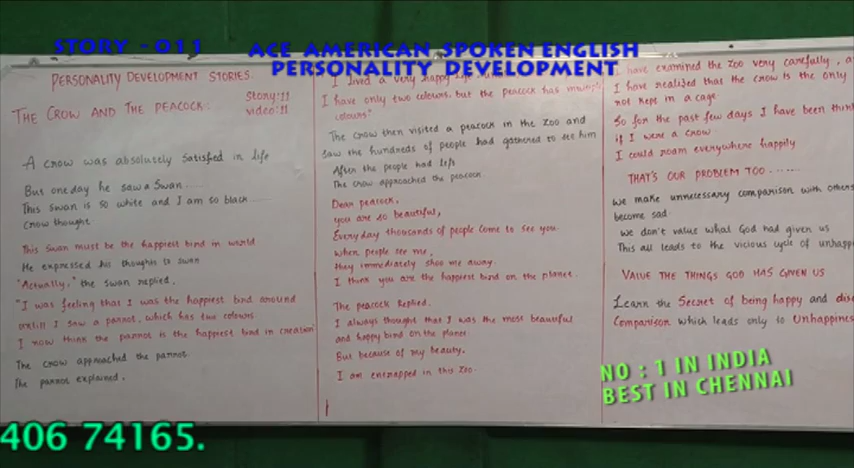 STORY - 011
ACE AMERICAN SPOKEN ENGLISH
PERSONALITY DEVELOPMENT
PERSONALITY DEVELOPMENT STORIES.
THE CROW AND THE PEACOCK:
Story:11
video:11
A crow was absolutely satisfied in life
But one day he saw a Swan......
This swan is so white and I am so black.....
Crow thought
This swan must be the happiest bird in world
He expressed his thoughts to swan
"Actually," the swan replied,
"I was feeling that I was the happiest bird around
until I saw a parrot, which has two colours.
I now think the parrot is the happiest bird in creation"
The crow approached the parrot.
The parrot explained,
I lived a very happy life
I have only two colours, but the peacock has multiple
colours"
The crow then visited a peacock in the zoo and
saw the hundreds of people had gathered to see him
After the people had left
The crow approached the peacock
Dear peacock,
you are so beautiful,
Everyday thousands of people come to see you.
when people see me,
they immediately shoo me away.
I think you are the happiest bird on the planet.
The peacock Replied,
I always thought that I was the most beautiful
and happy bird on the planet
But because of my beauty,
I am entrapped in this zoo.
I have examined the zoo very carefully,
I have realized that the crow is the only
not kept in a cage
So for the past few days I have been
if I were a crow
I could roam everywhere happily
THAT'S OUR PROBLEM TOO.......
we make unnecessary comparison with others
become sad
we don't value what God had given us
This all leads to the vicious cycle of
VALUE THE THINGS GOD HAS GIVEN US
Learn the Secret of being happy and
Comparison which leads only to
NO : 1 IN INDIA
BEST IN CHENNAI
406 74165.